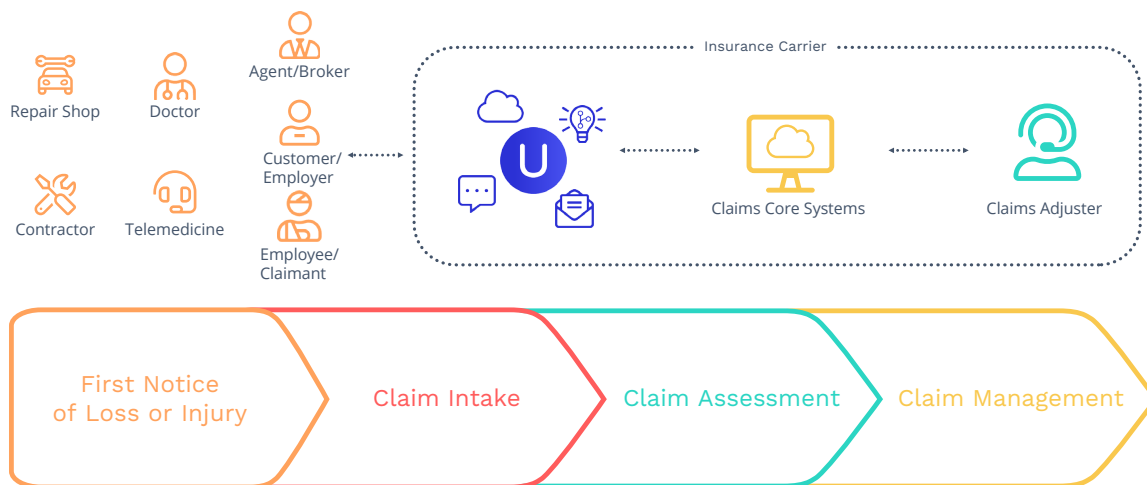 Agent/Broker
Insurance Carrier
Repair Shop
Doctor
Customer/
Employer
U
Contractor
Telemedicine
Employee/
Claimant
Claims Core Systems
Claims Adjuster
First Notice
of Loss or Injury
Claim Intake
Claim Assessment
Claim Management